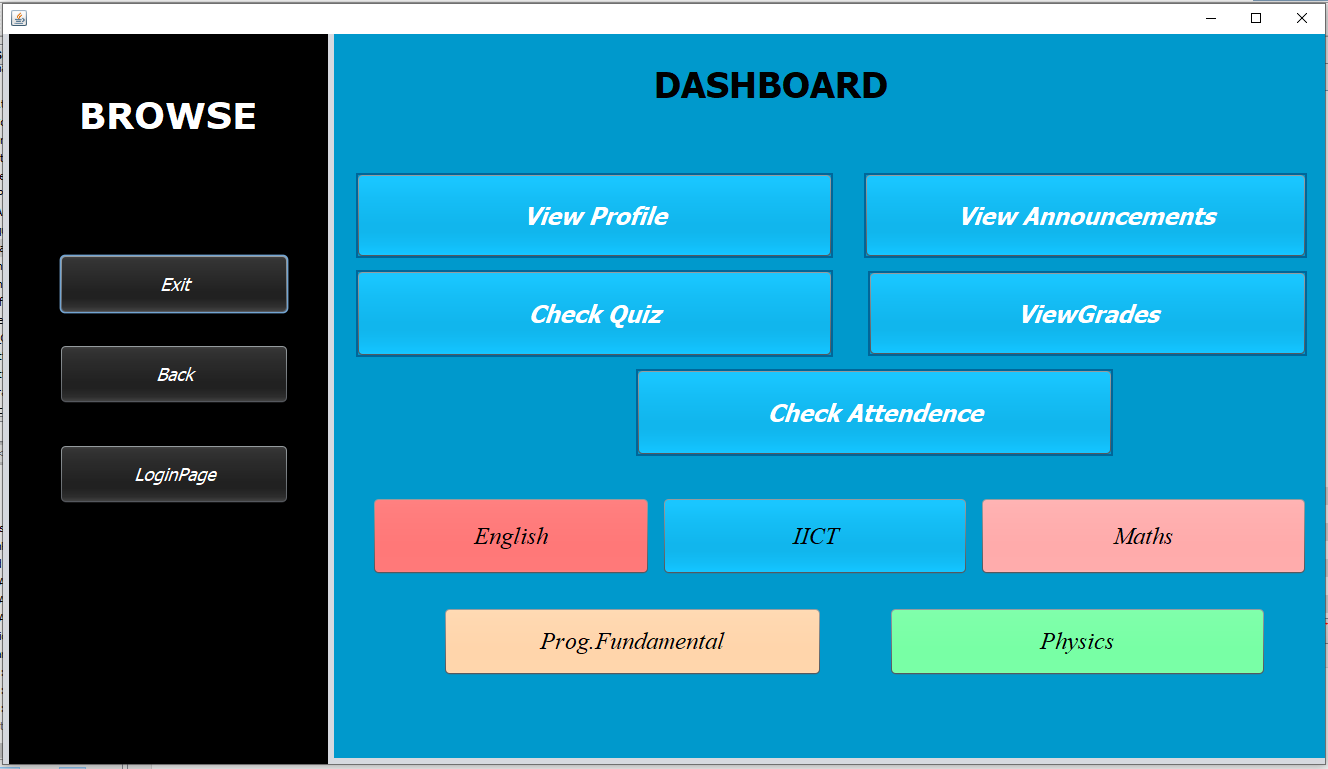 BROWSE
Exit
Back
LoginPage
DASHBOARD
View Profile
View Announcements
Check Quiz
ViewGrades
Check Attendence
English
IICT
Maths
Prog.Fundamental
Physics